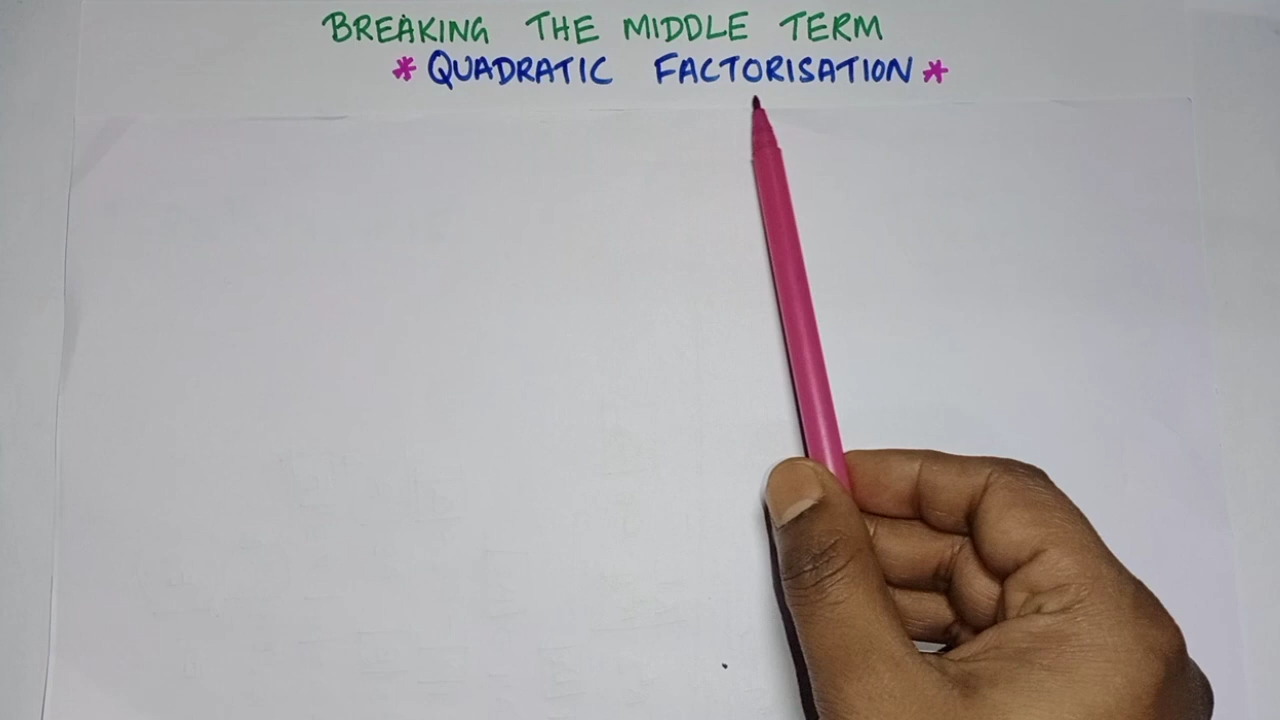 BREAKING THE MIDDLE TERM
* QUADRATIC FACTORISATION *